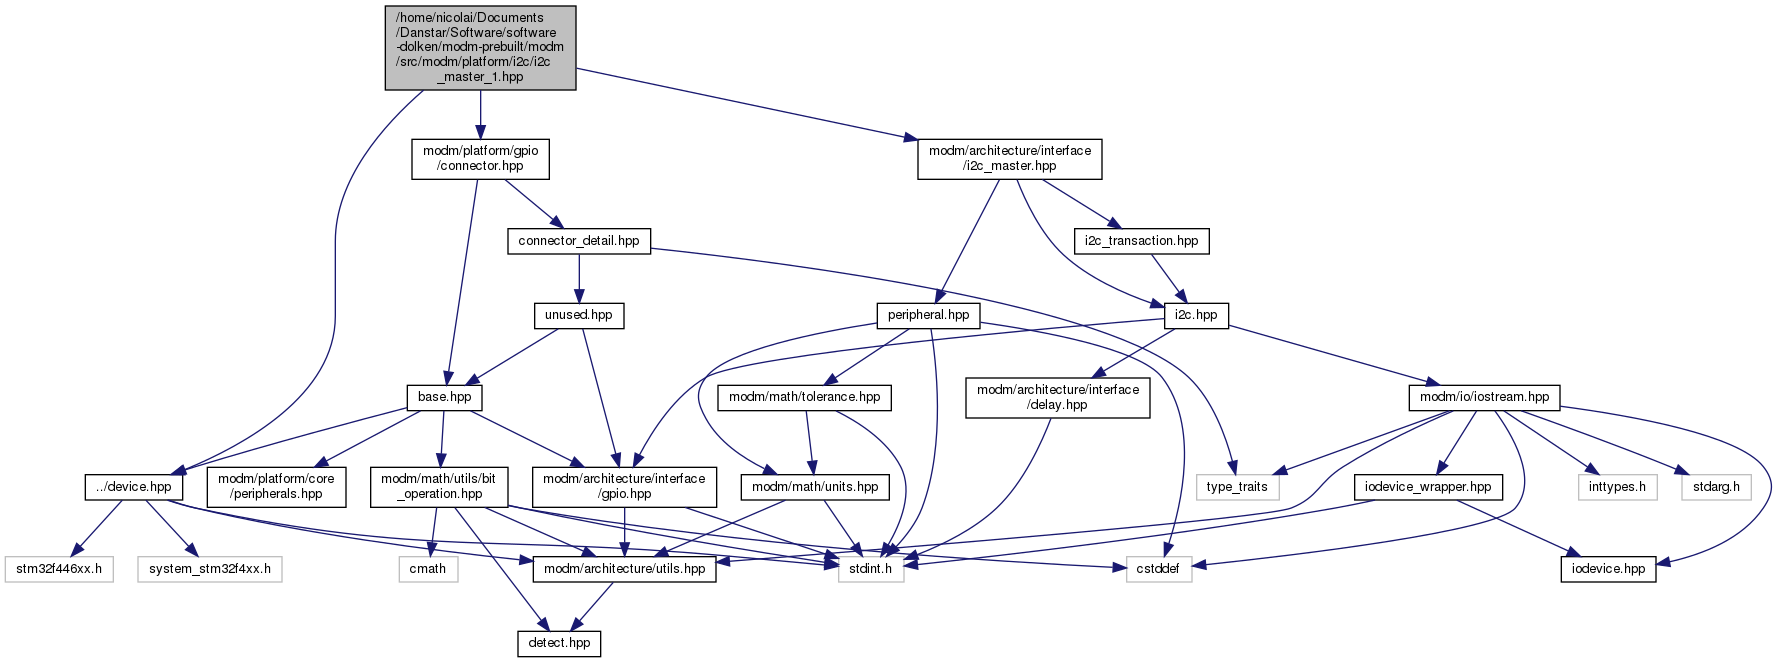 /home/nicolai/Documents
/Danstar/Software/software
-dolken/modm-prebuilt/modm
/src/modm/platform/i2c/i2c
_master_1.hpp
modm/platform/gpio
/connector.hpp
modm/architecture/interface
/i2c_master.hpp
connector_detail.hpp
i2c_transaction.hpp
unused.hpp
peripheral.hpp
i2c.hpp
base.hpp
modm/math/tolerance.hpp
modm/architecture/interface
/delay.hpp
modm/io/iostream.hpp
../device.hpp
modm/platform/core
/peripherals.hpp
modm/math/utils/bit
_operation.hpp
modm/architecture/interface
/gpio.hpp
modm/math/units.hpp
type_traits
iodevice_wrapper.hpp
inttypes.h
stdarg.h
stm32f446xx.h
system_stm32f4xx.h
cmath
modm/architecture/utils.hpp
stdint.h
cstddef
iodevice.hpp
detect.hpp